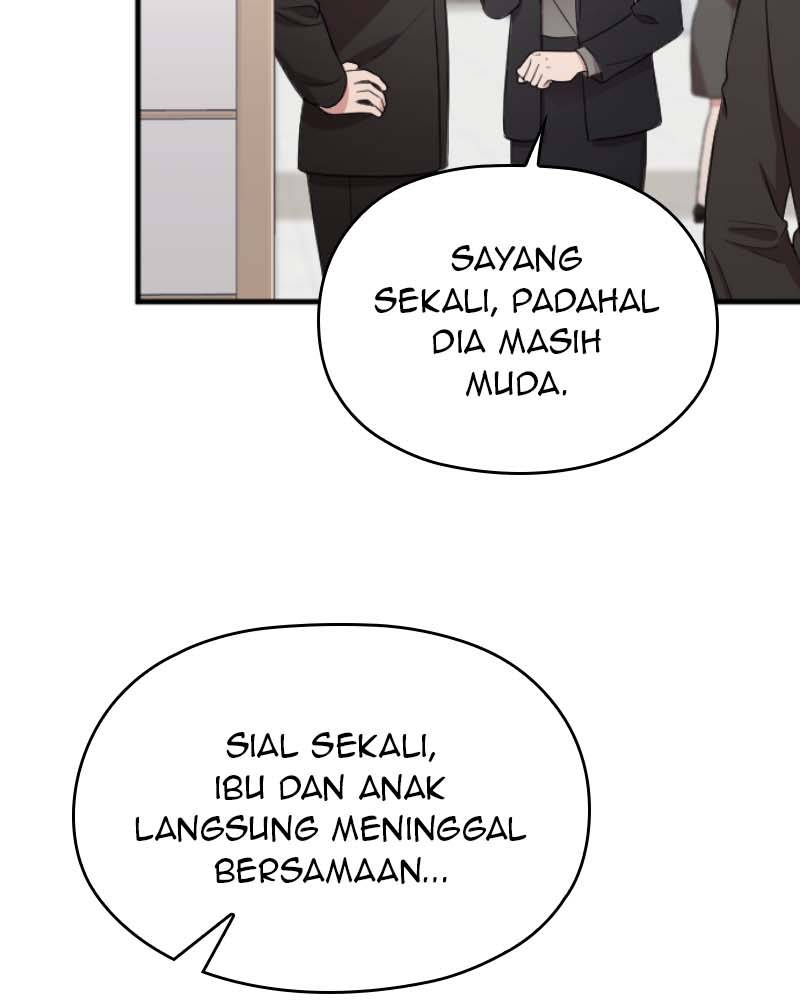 SAYANG
SEKALI, PADAHAL
DIA MASIH
MUDA.
SIAL SEKALI,
IBU DAN ANAK
LANGSUNG MENINGGAL
BERSAMAAN...